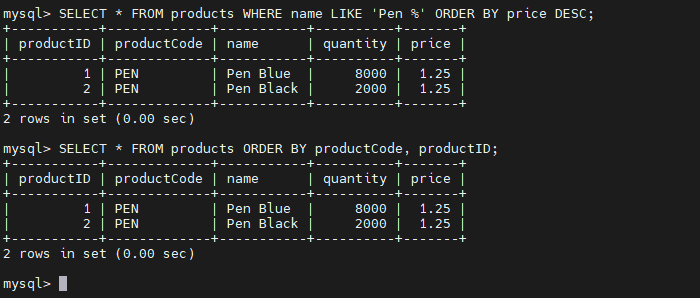 mysql> SELECT * FROM products WHERE name LIKE 'Pen %' ORDER BY price DESC;
+-----------+-------------+-----------+----------+-------+
| productID | productCode | name      | quantity | price |
+-----------+-------------+-----------+----------+-------+
|         1 | PEN         | Pen Blue  |     8000 |  1.25 |
|         2 | PEN         | Pen Black |     2000 |  1.25 |
+-----------+-------------+-----------+----------+-------+
2 rows in set (0.00 sec)
mysql> SELECT * FROM products ORDER BY productCode, productID;
+-----------+-------------+-----------+----------+-------+
| productID | productCode | name      | quantity | price |
+-----------+-------------+-----------+----------+-------+
|         1 | PEN         | Pen Blue  |     8000 |  1.25 |
|         2 | PEN         | Pen Black |     2000 |  1.25 |
+-----------+-------------+-----------+----------+-------+
2 rows in set (0.00 sec)
mysql>